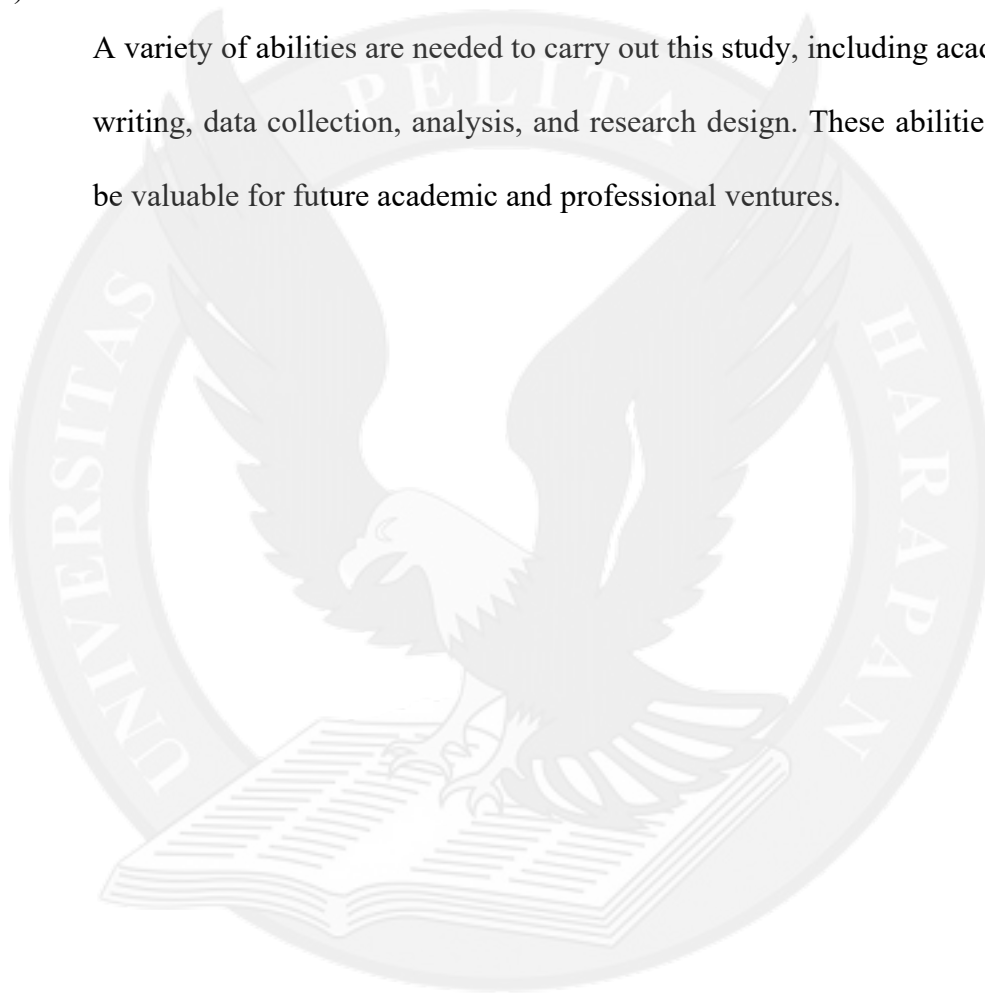 A variety of abilities are needed to carry out this study, including
writing, data collection, analysis, and research design. These
be valuable for future academic and professional ventures.
UNIVERSITAS PELITA HARAPAN